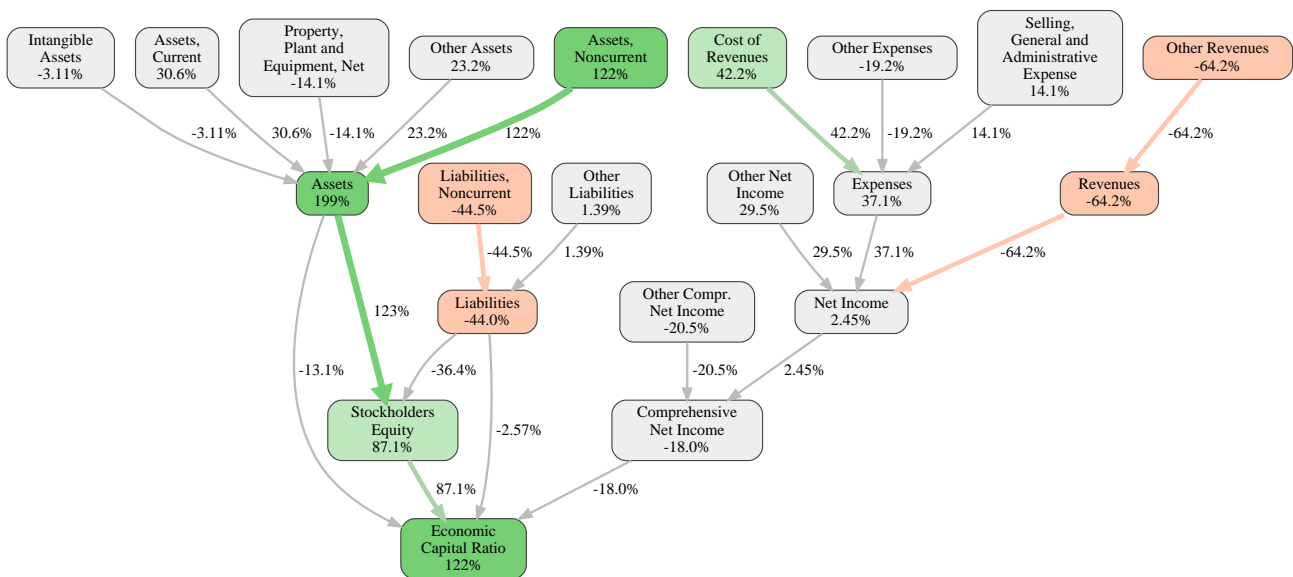 Intangible
Assets
-3.11%
Assets,
Current
30.6%
Property,
Plant and
Equipment, Net
-14.1%
Other Assets
23.2%
Assets,
Noncurrent
122%
Cost of
Revenues
42.2%
Other Expenses
-19.2%
Selling,
General and
Administrative
Expense
14.1%
Other Revenues
-64.2%
-3.11%
30.6%
-14.1%
23.2%
122%
42.2%
-19.2%
14.1%
-64.2%
Assets
199%
Liabilities,
Noncurrent
-44.5%
Other
Liabilities
1.39%
Other Net
Income
29.5%
Expenses
37.1%
Revenues
-64.2%
-44.5%
1.39%
29.5%
37.1%
-64.2%
Liabilities
-44.0%
Other Compr.
Net Income
-20.5%
Net Income
2.45%
123%
-13.1%
-36.4%
-20.5%
2.45%
Stockholders
Equity
87.1%
-2.57%
Comprehensive
Net Income
-18.0%
87.1%
-18.0%
Economic
Capital Ratio
122%